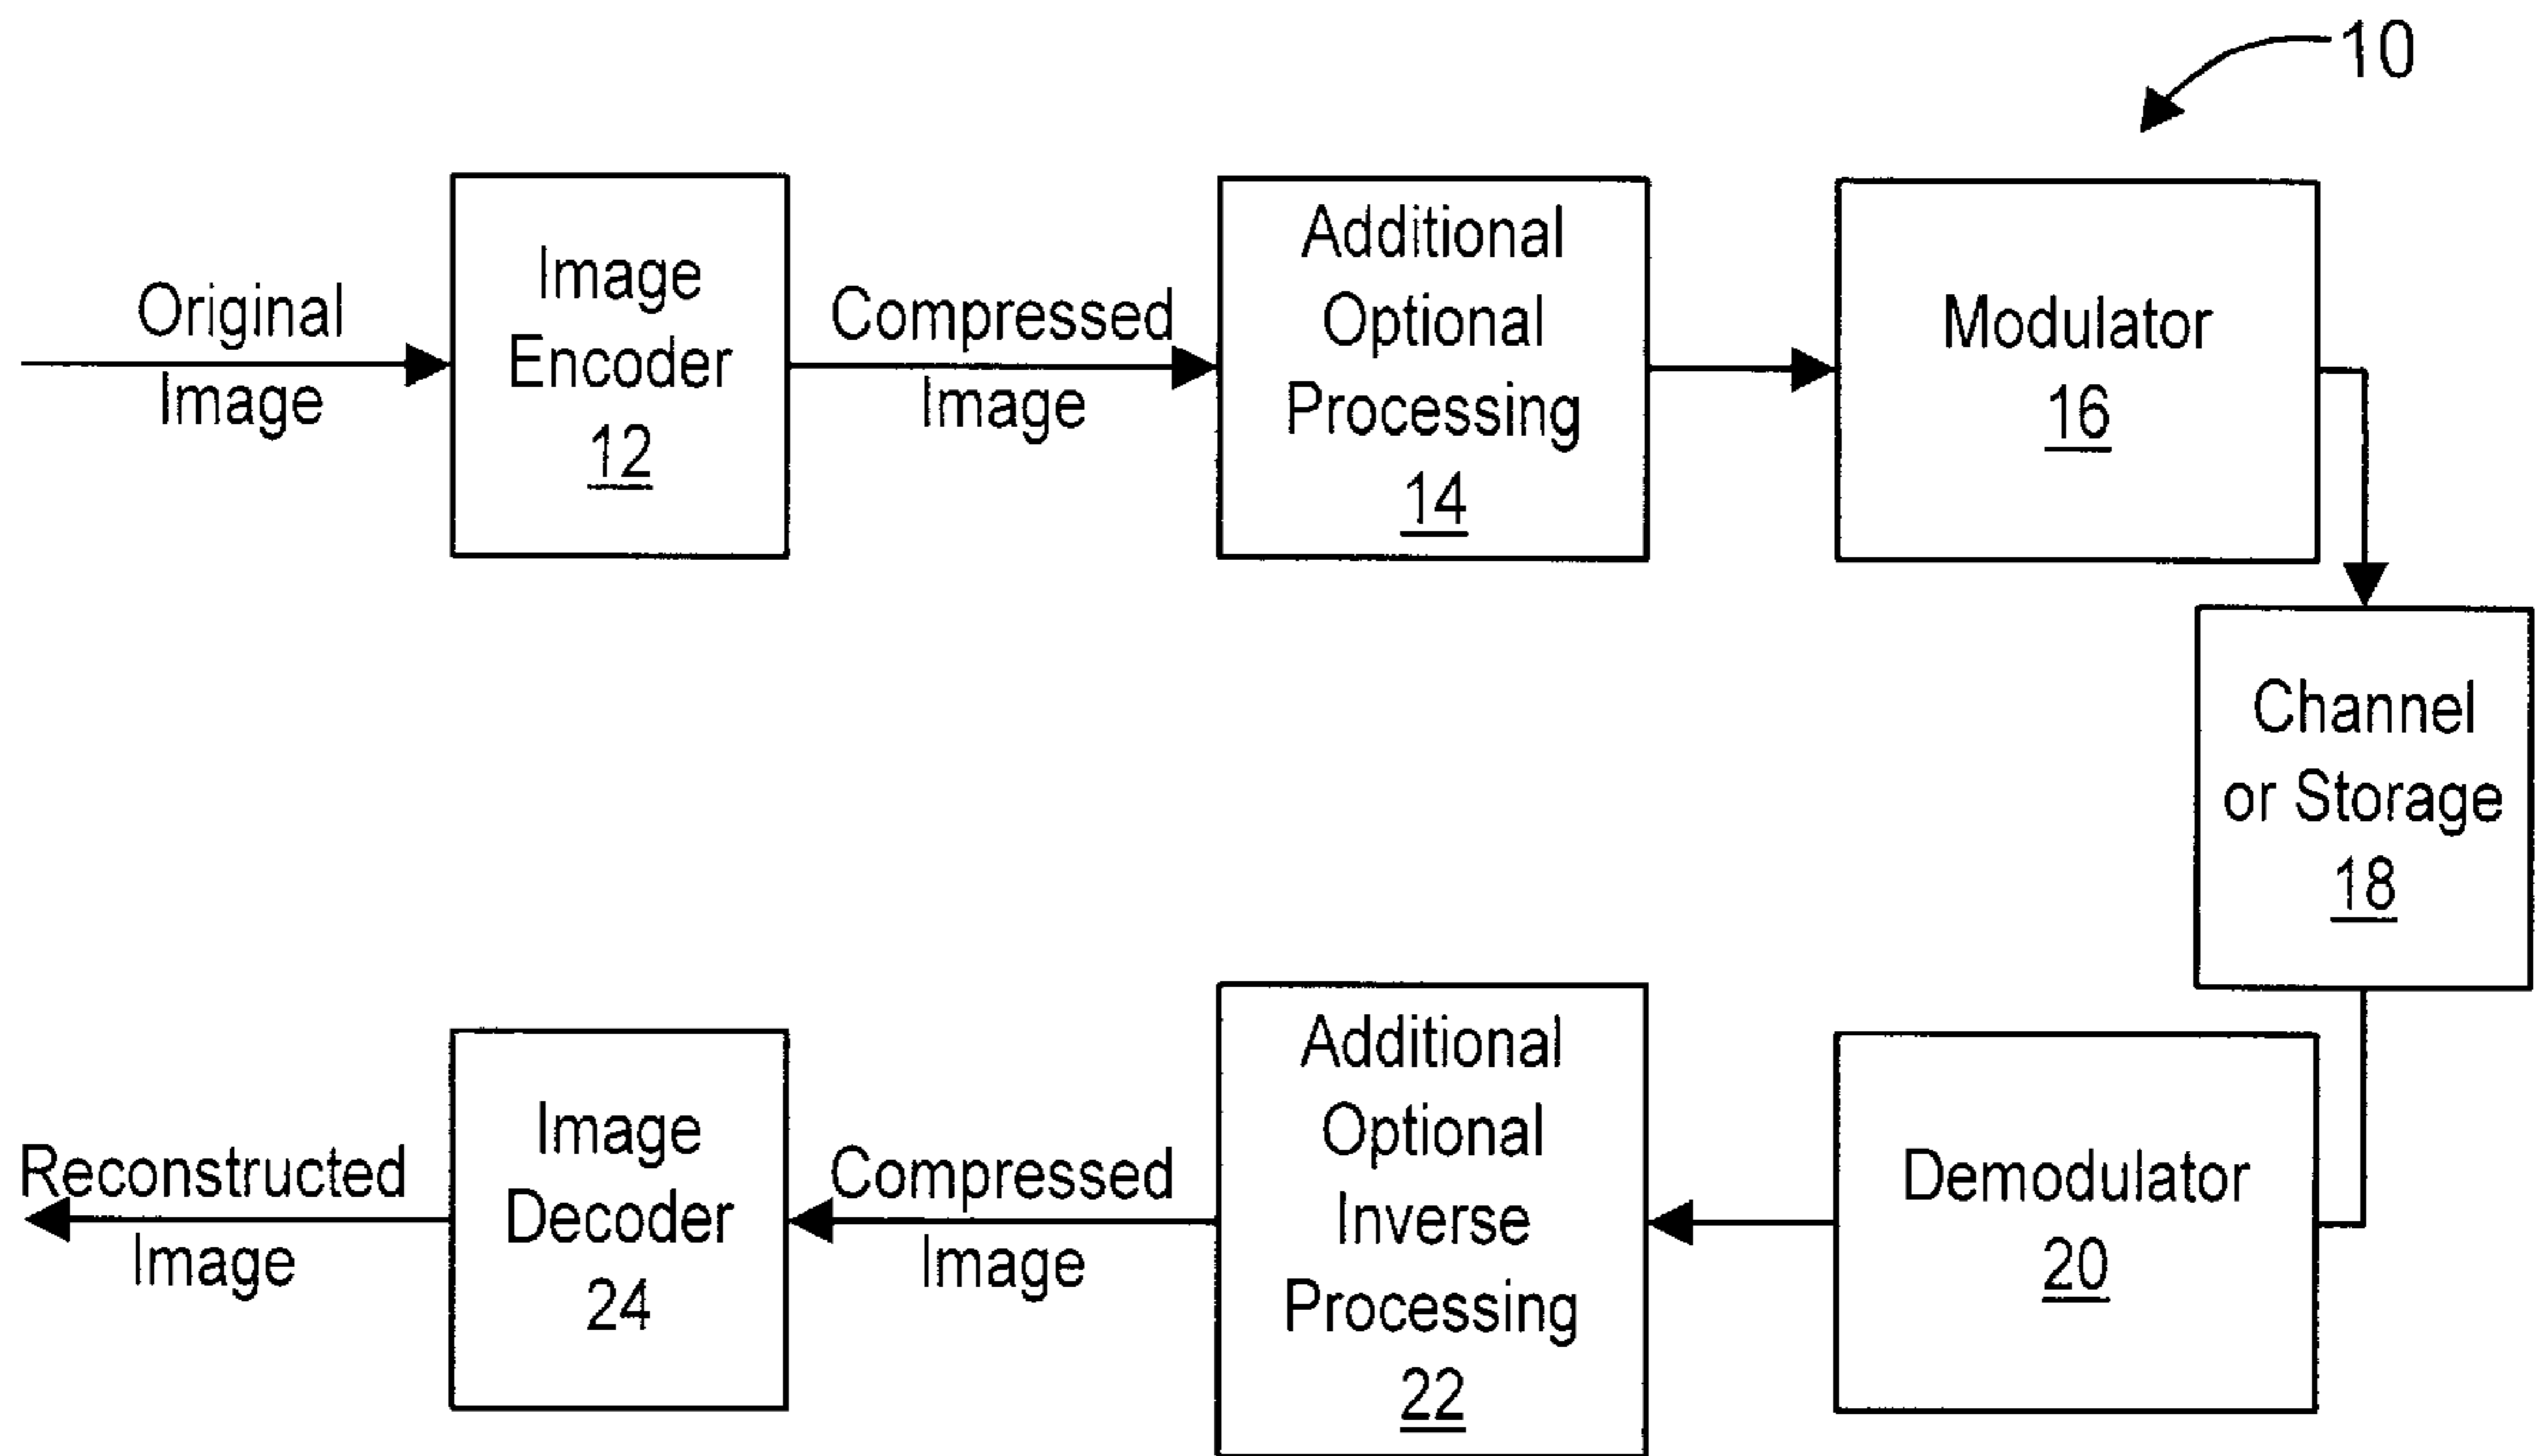 10
Original
Image
Image
Encoder
12
Compressed
Image
Additional
Optional
Processing
14
Modulator
16
Channel
or Storage
18
Demodulator
20
Additional
Optional
Inverse
Processing
22
Compressed
Image
Image
Decoder
24
Reconstructed
Image